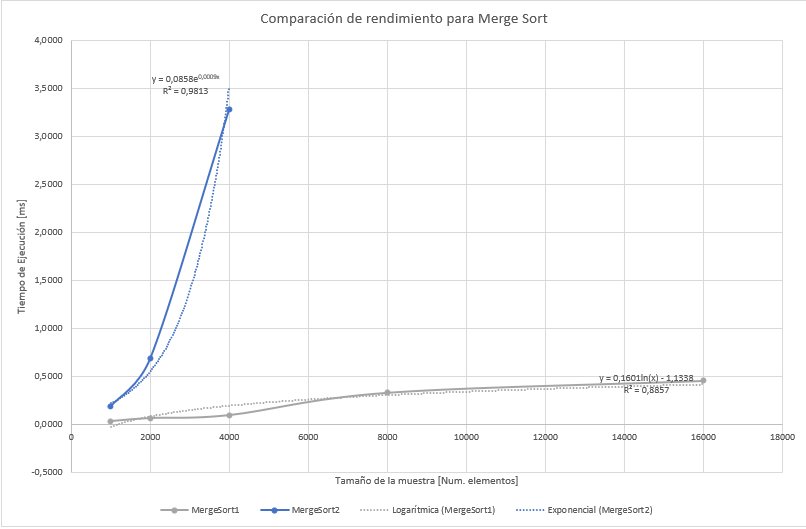 Comparación de rendimiento para Merge Sort
4,0000
3,5000
3,0000
2,5000
2,0000
1,5000
1,0000
0,5000
0,0000
-0,5000
Tiempo de Ejecución [ms]
y = 0,0858e^0,0009x
R² = 0,9813
y = 0,1601ln(x) - 1,1338
R² = 0,8857
0 2000 4000 6000 8000 10000 12000 14000 16000 18000
Tamaño de la muestra [Num. elementos]
MergeSort1 MergeSort2 Logarítmica (MergeSort1) Exponencial (MergeSort2)